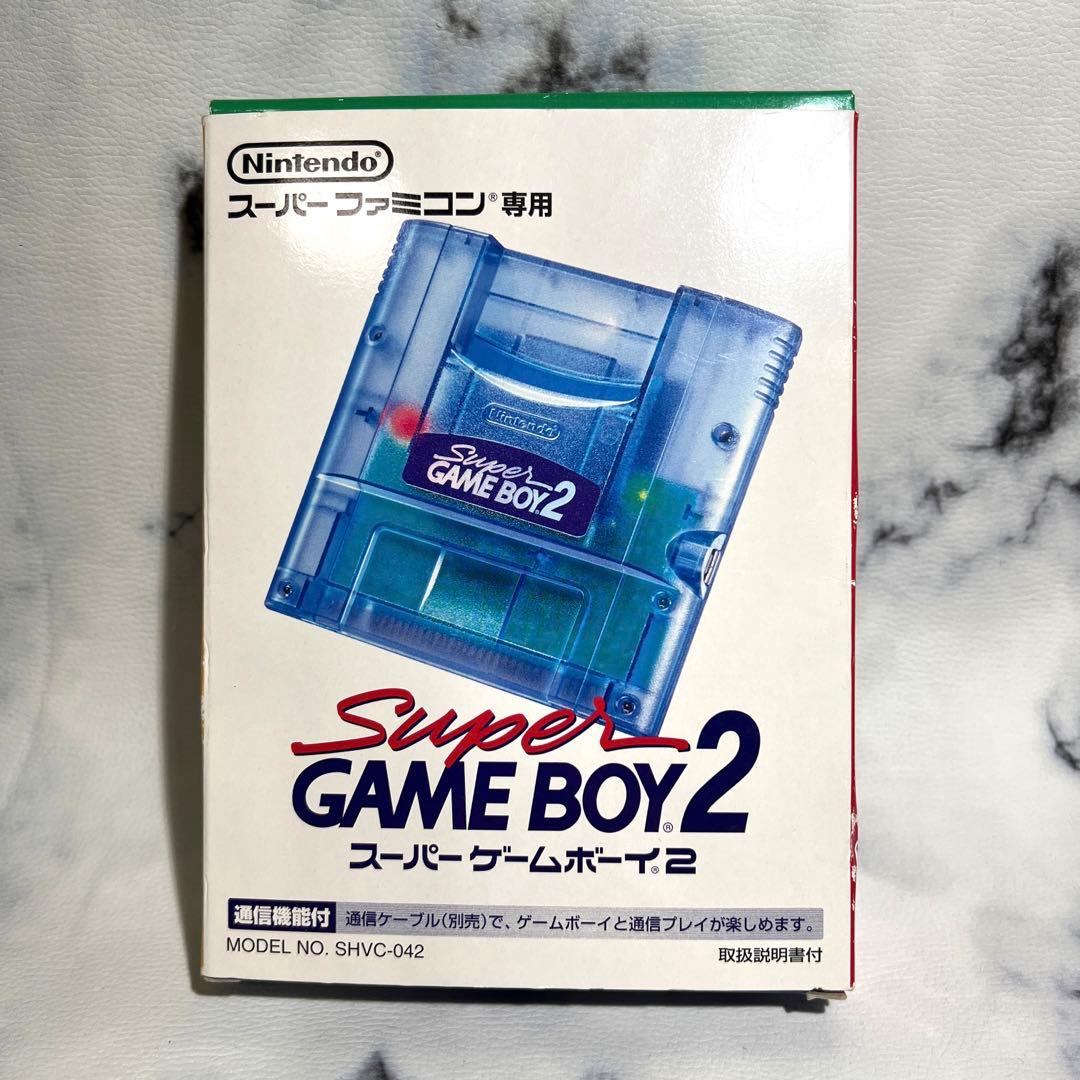 Nintendo®
スーパーファミコン®専用
Nintendo
Super
GAME BOY 2
Super
GAME BOY®2
スーパーゲームボーイ®2
通信機能付 通信ケーブル(別売)で、ゲームボーイと通信プレイが楽しめます。
MODEL NO. SHVC-042 取扱説明書付